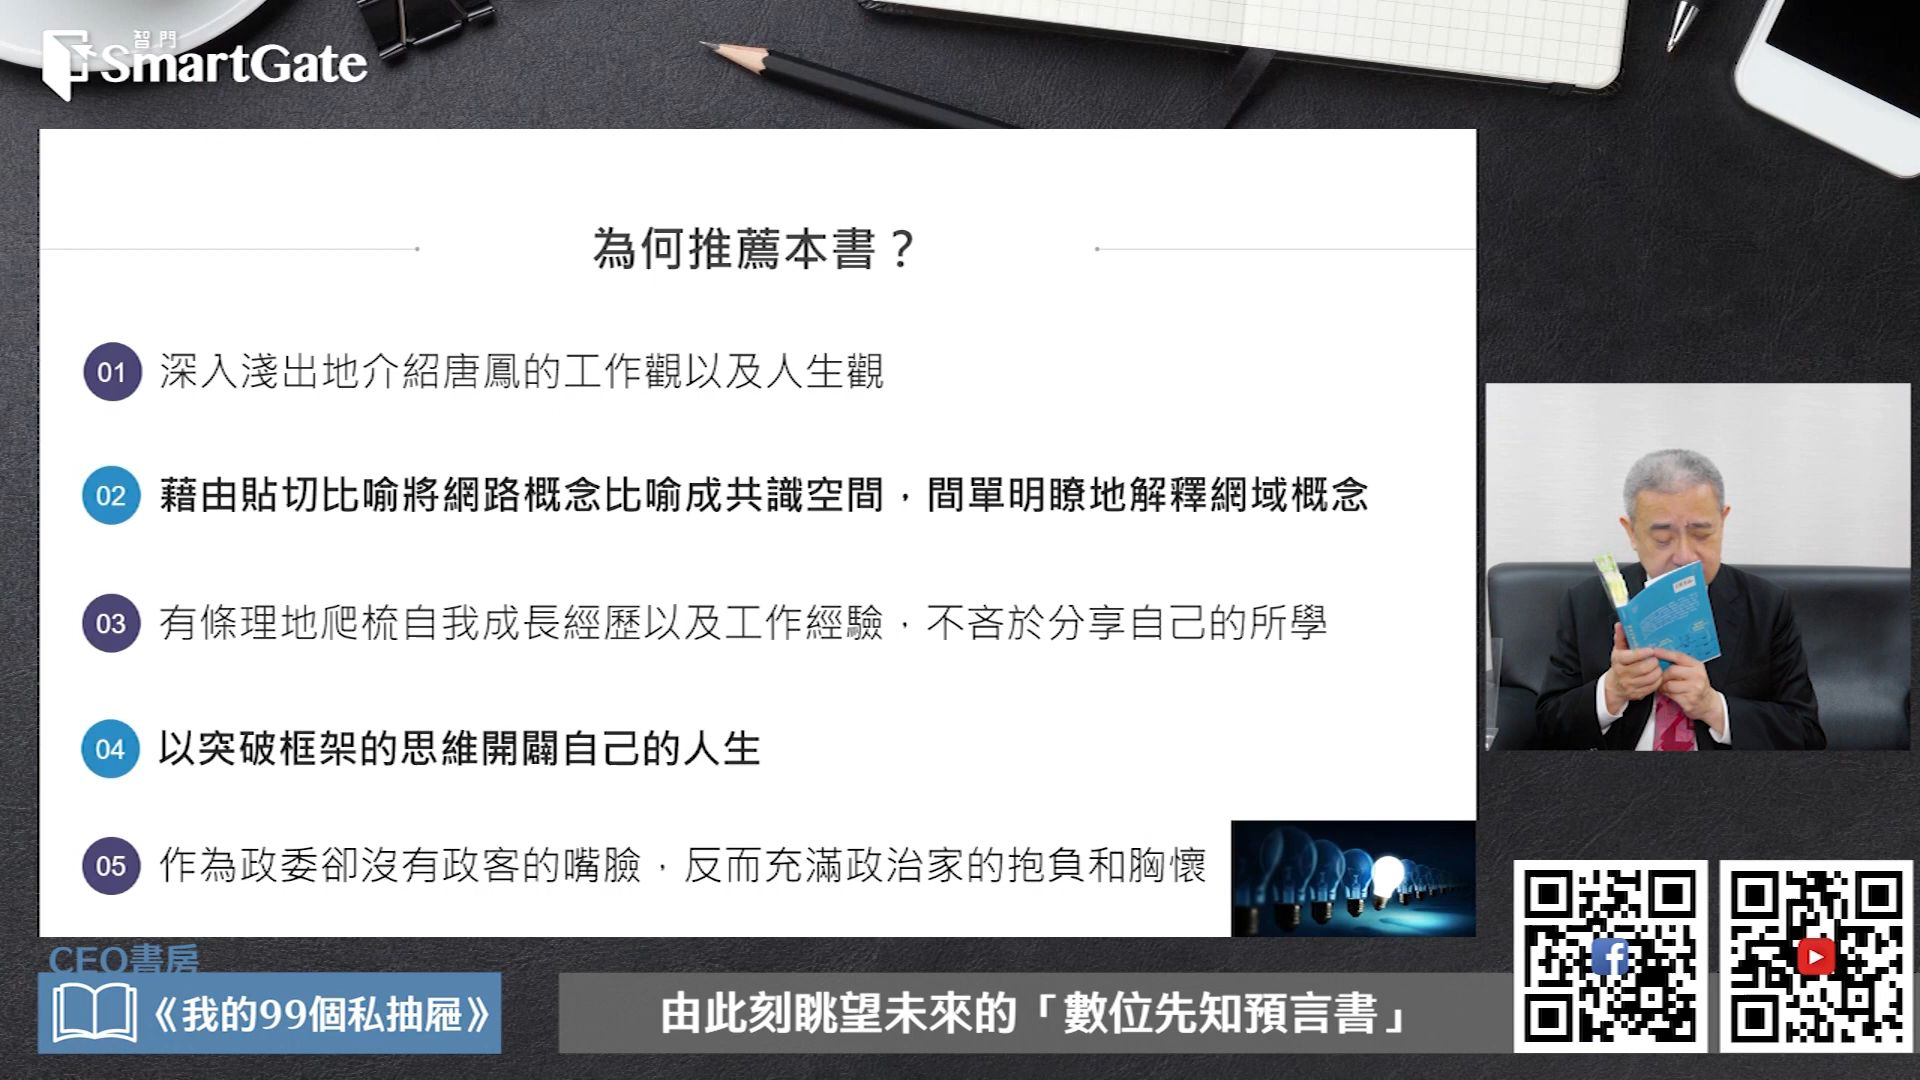 智門
SmartGate
為何推薦本書？
01 深入淺出地介紹唐鳳的工作觀以及人生觀
02 藉由貼切比喻將網路概念比喻成共識空間，間單明瞭地解釋網域概念
03 有條理地爬梳自我成長經歷以及工作經驗，不吝於分享自己的所學
04 以突破框架的思維開闢自己的人生
05 作為政委卻沒有政客的嘴臉，反而充滿政治家的抱負和胸懷
CEO書房
《我的99個私抽屜》
由此刻眺望未來的「數位先知預言書」